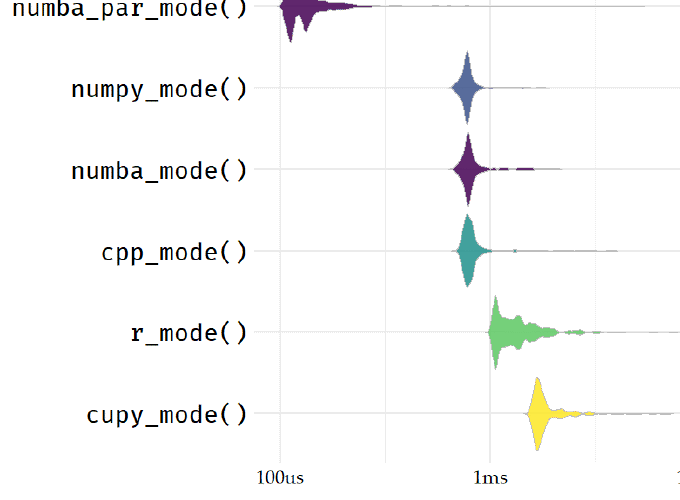 numba_par_mode()
numpy_mode()
numba_mode()
cpp_mode()
r_mode()
cupy_mode()
100us 1ms